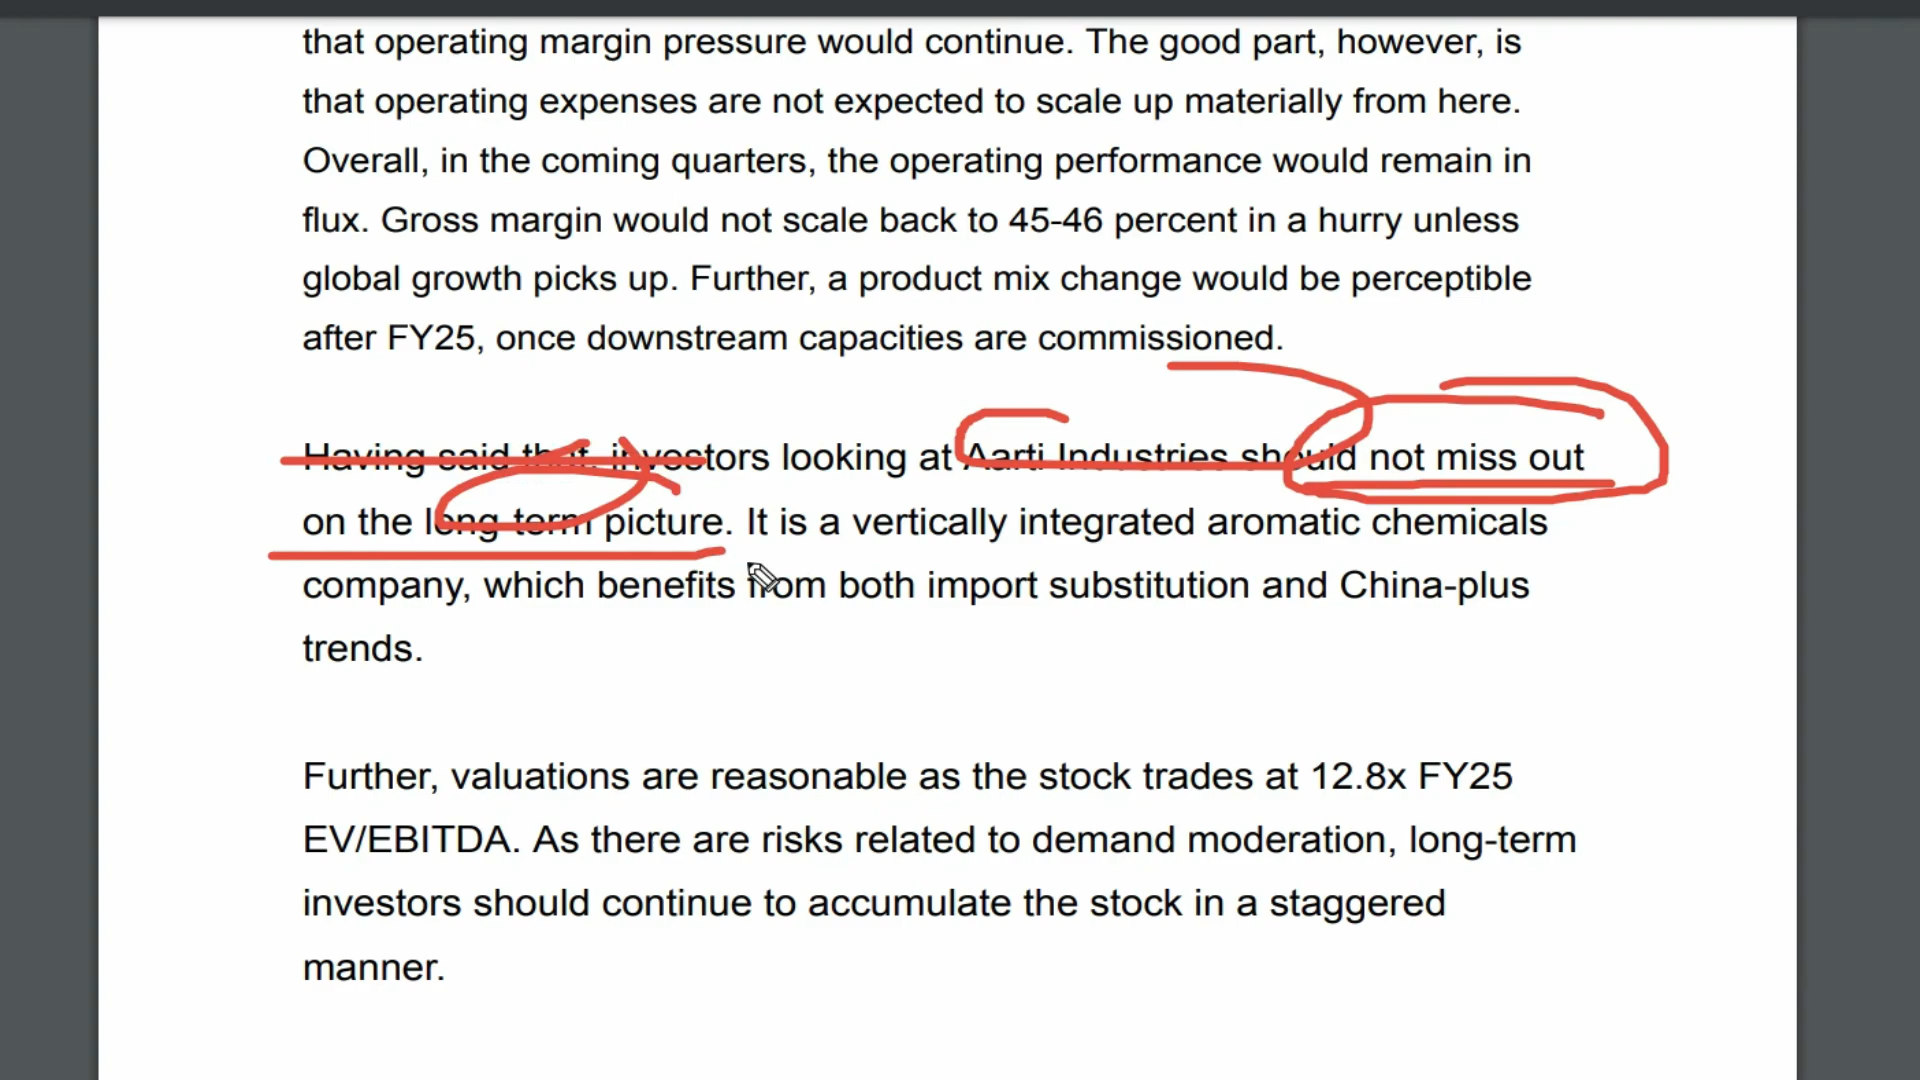 that operating margin pressure would continue. The good part, however, is
that operating expenses are not expected to scale up materially from here.
Overall, in the coming quarters, the operating performance would remain in
flux. Gross margin would not scale back to 45-46 percent in a hurry unless
global growth picks up. Further, a product mix change would be perceptible
after FY25, once downstream capacities are commissioned.
Having said that, investors looking at Aarti Industries should not miss out
on the long-term picture. It is a vertically integrated aromatic chemicals
company, which benefits from both import substitution and China-plus
trends.
Further, valuations are reasonable as the stock trades at 12.8x FY25
EV/EBITDA. As there are risks related to demand moderation, long-term
investors should continue to accumulate the stock in a staggered
manner.